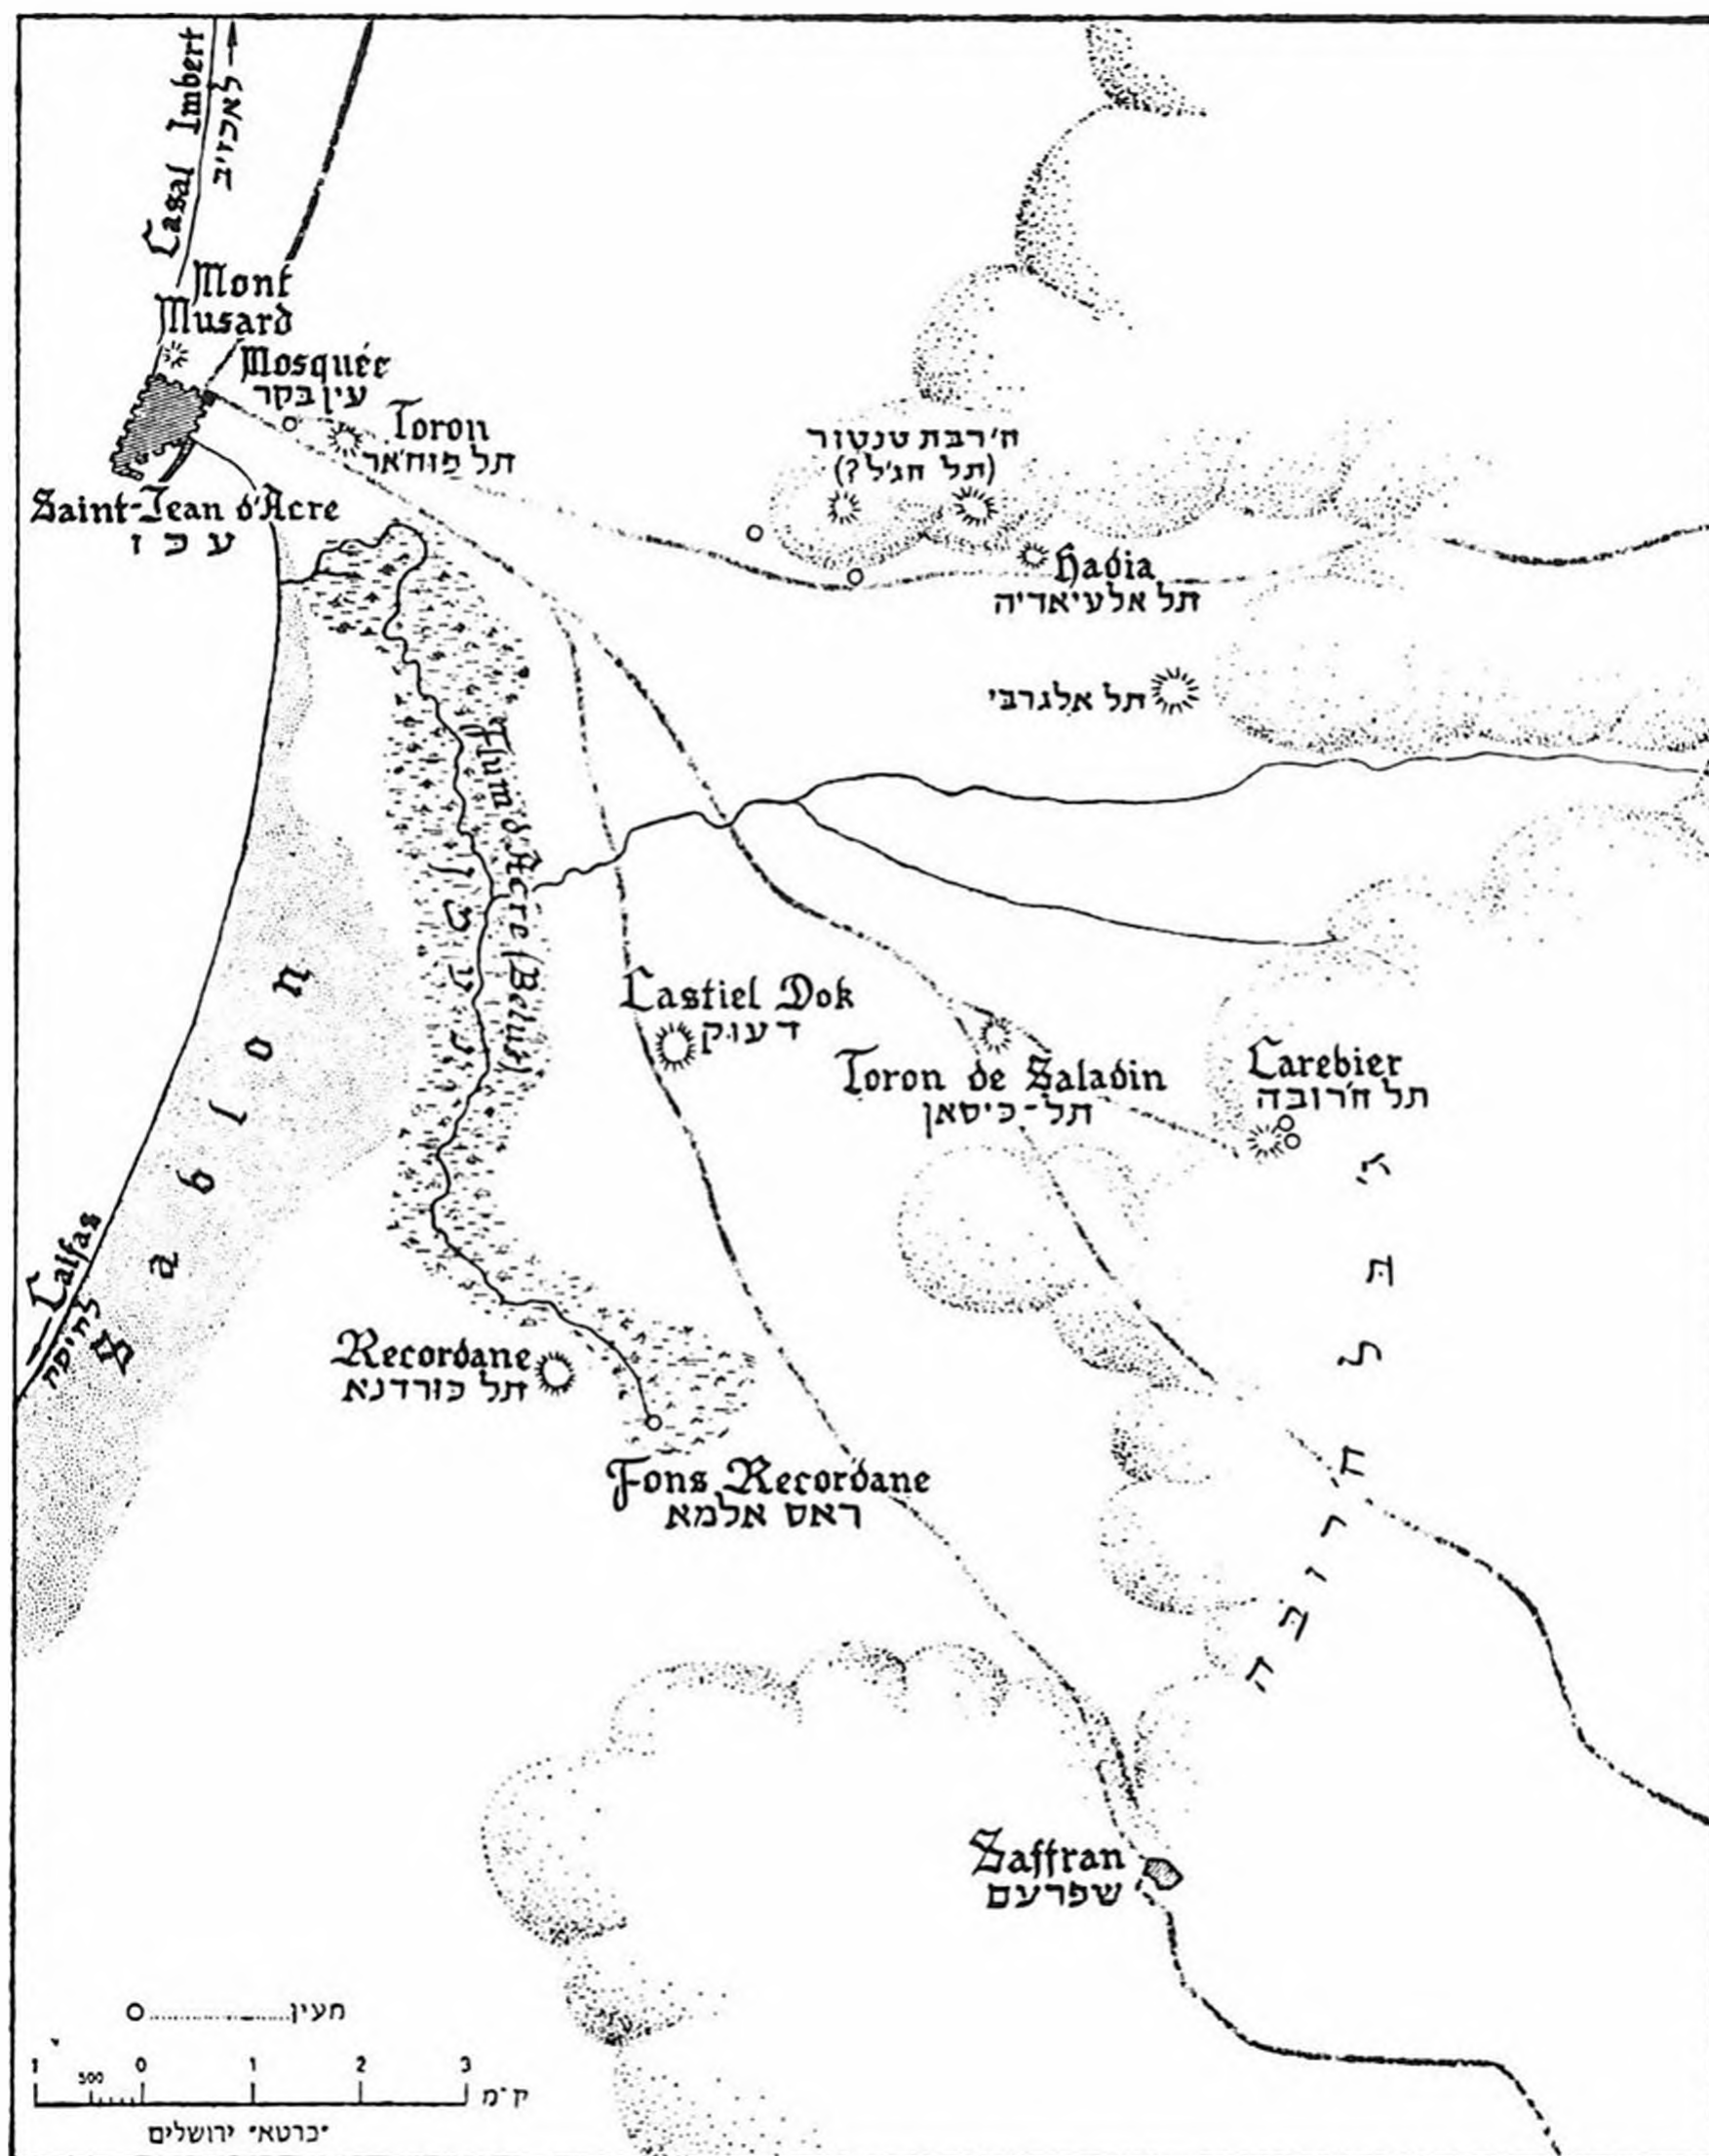 Casal Imbert
לאכזיב
Mont
Musard
Mosquée
עין בקר
Toron
תל פוח'אר
Saint-Jean d'Acre
עכו
ח'רבת טנטור
(תל חג'ל?)
Hadia
תל אלעיאדיה
תל אלגרבי
Flum d'Acre (Belus)
Sablon
Castiel Dok
דעוק
Toron de Saladin
תל-כיסאן
Carebier
תל ח'רובה
Caifas
לחיפה
Recordane
תל כורדנא
Fons Recordane
ראס אלמא
ג'בל ח'רובה
Saffran
שפרעם
מעין
1 500 0 1 2 3
ק"מ
"כרטא" ירושלים